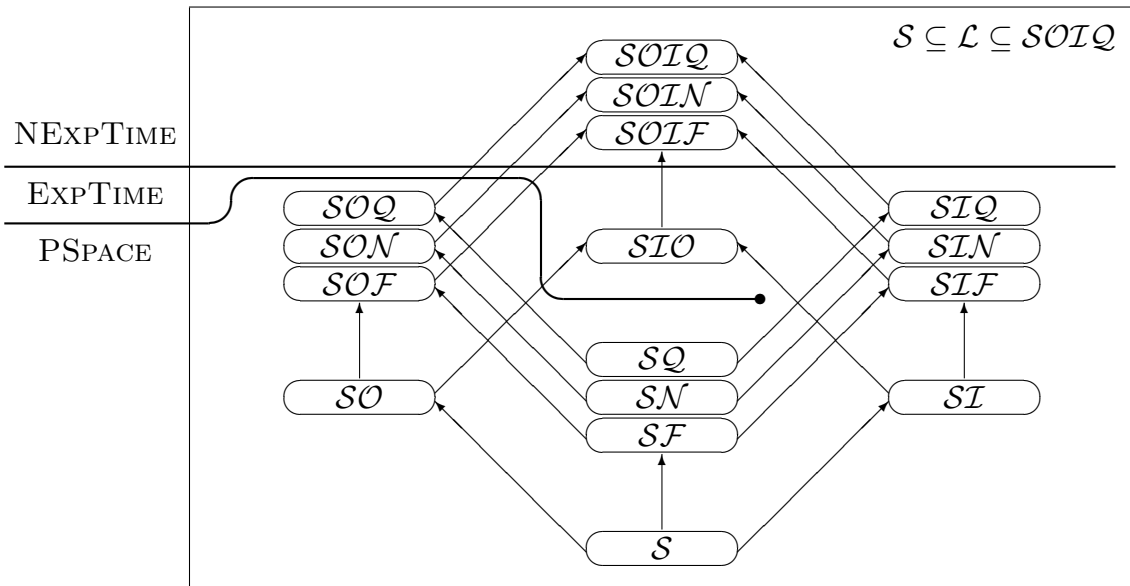 𝒮 ⊆ ℒ ⊆ 𝒮𝒪ℐ𝒬
𝒮𝒪ℐ𝒬
𝒮𝒪ℐ𝒩
NEXPTIME
𝒮𝒪ℐℱ
EXPTIME
𝒮𝒪𝒬
𝒮ℐ𝒬
PSPACE
𝒮𝒪𝒩
𝒮ℐ𝒪
𝒮ℐ𝒩
𝒮𝒪ℱ
𝒮ℐℱ
𝒮𝒬
𝒮𝒪
𝒮𝒩
𝒮ℐ
𝒮ℱ
𝒮